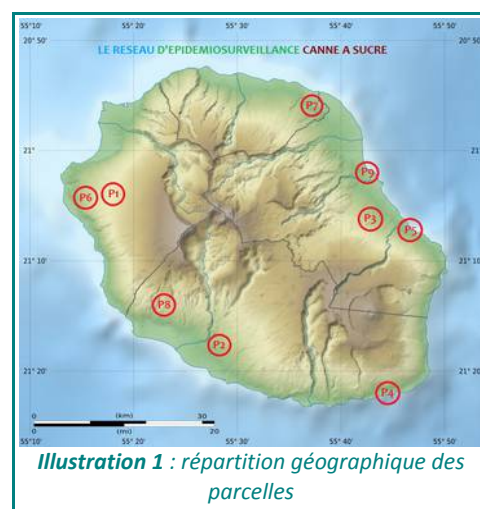 55° 10' 55° 20' 55° 30' 55° 40' 55° 50'
20° 50' 20° 50'
LE RESEAU D'EPIDEMIOSURVEILLANCE CANNE A SUCRE
P7
21° 21°
P9
P6 P1
P3
P5
21° 10' 21° 10'
P8
P2
21° 20' 21° 20'
P4
0 (km) 30
0 (mi) 20
55° 10' 55° 20' 55° 30' 55° 40' 55° 50'
Illustration 1 : répartition géographique des
parcelles